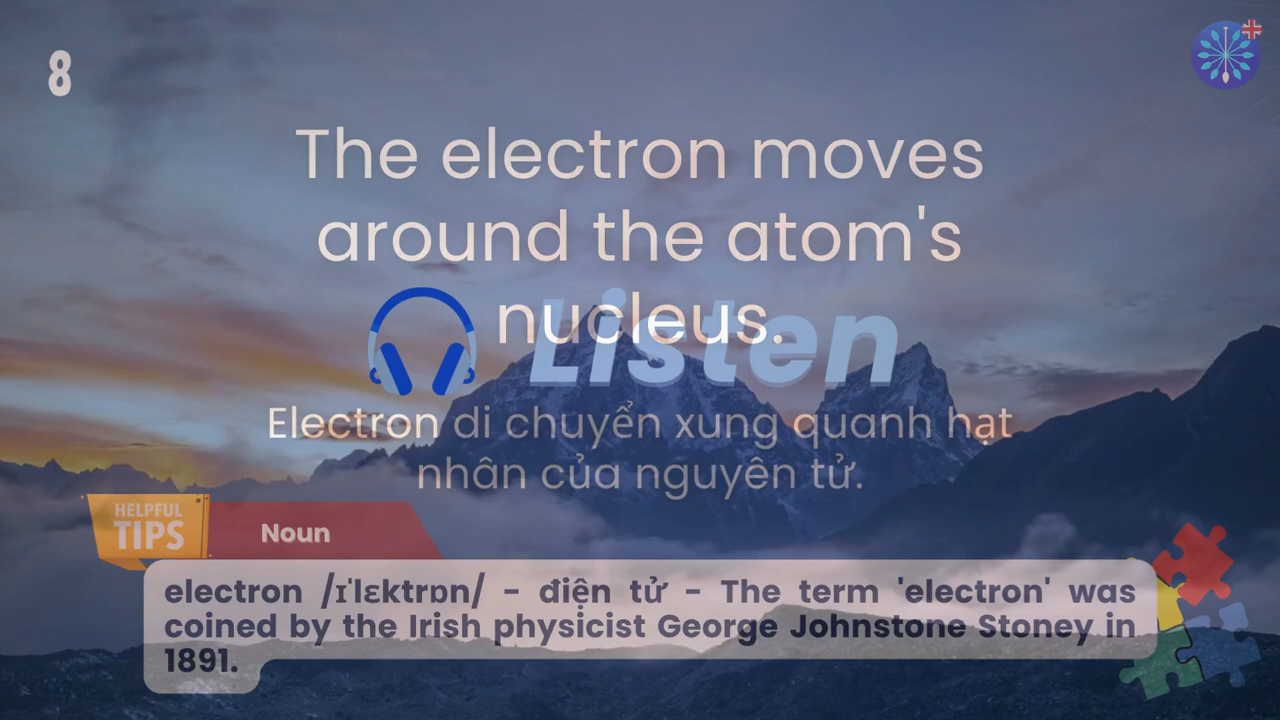 8
The electron moves
around the atom's
nucleus.
Listen
Electron di chuyển xung quanh hạt
nhân của nguyên tử.
HELPFUL
TIPS
Noun
electron /ɪˈlɛktrɒn/ - điện tử - The term 'electron' was
coined by the Irish physicist George Johnstone Stoney in
1891.